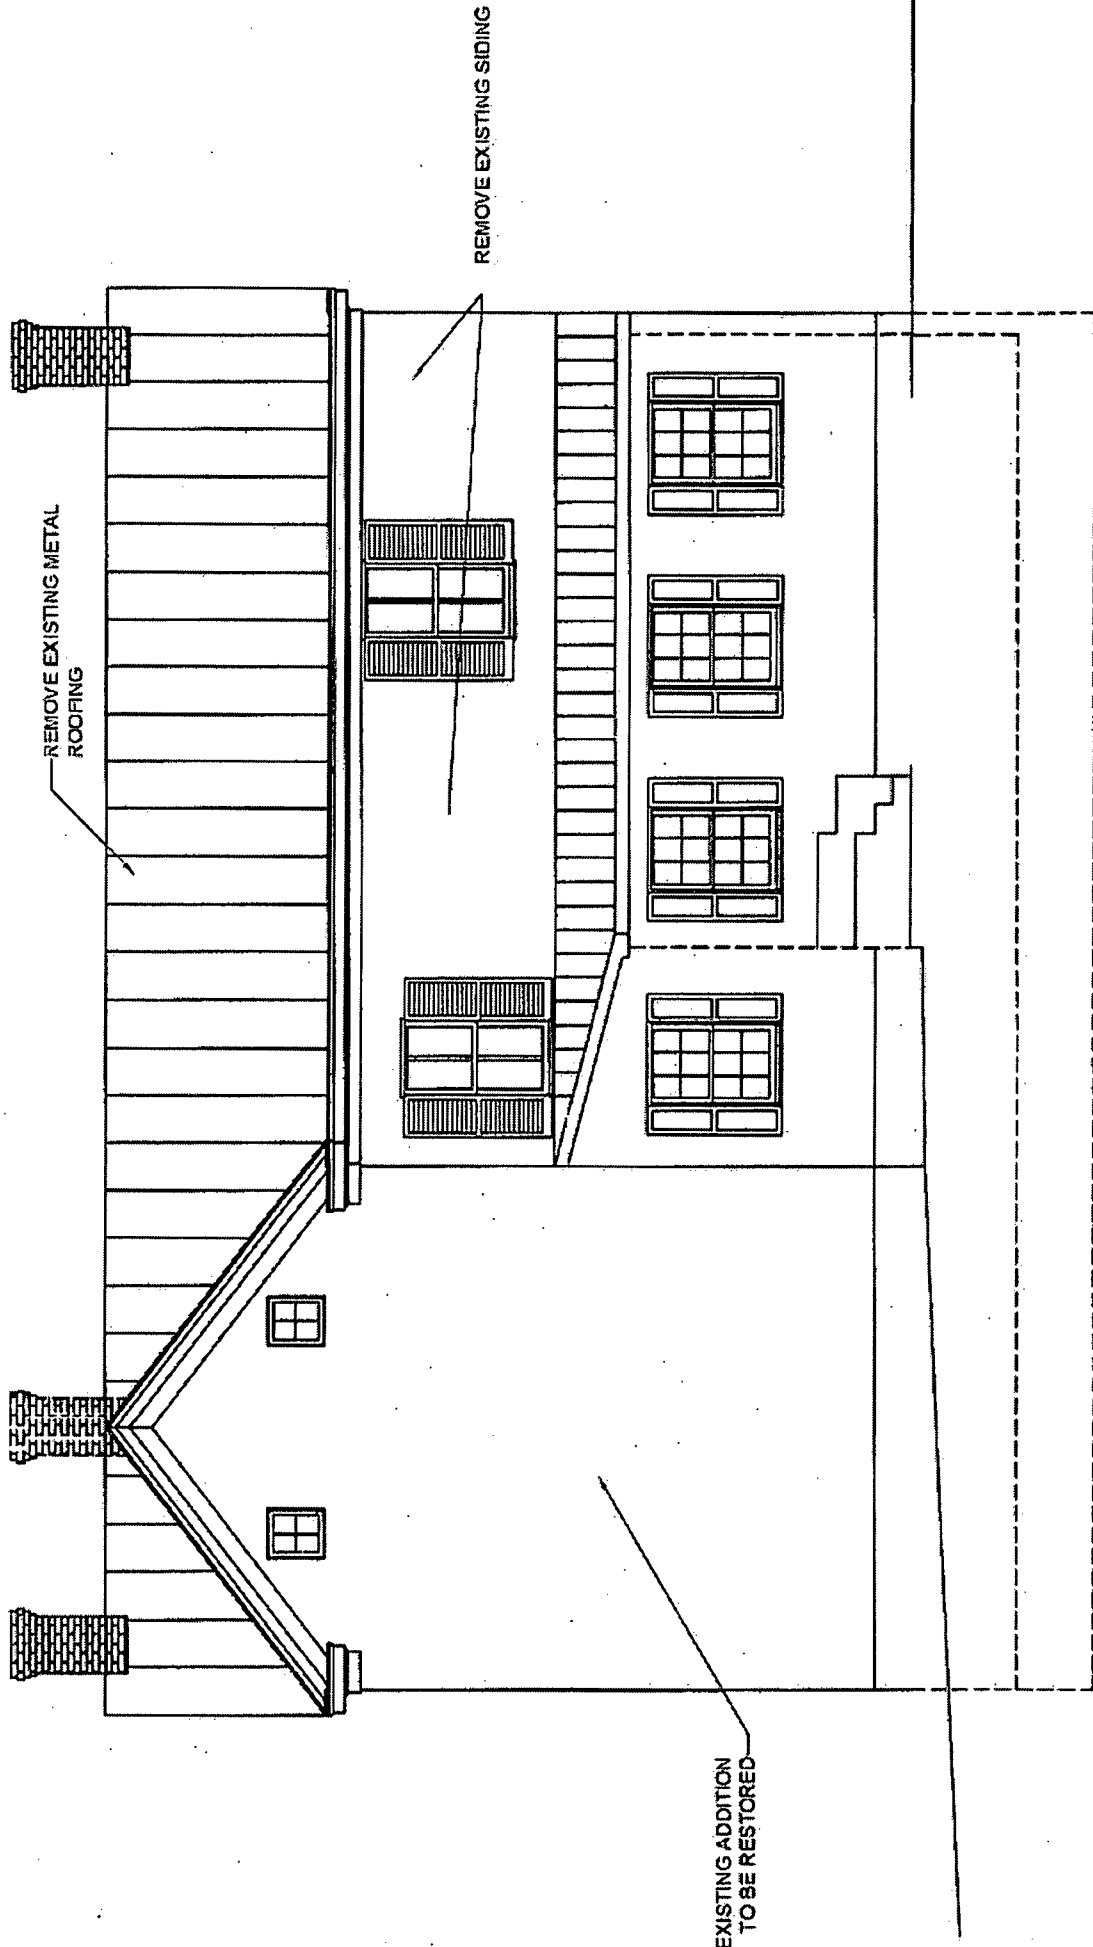 EXISTING ADDITION
TO BE RESTORED
REMOVE EXISTING METAL
ROOFING
REMOVE EXISTING SIDING